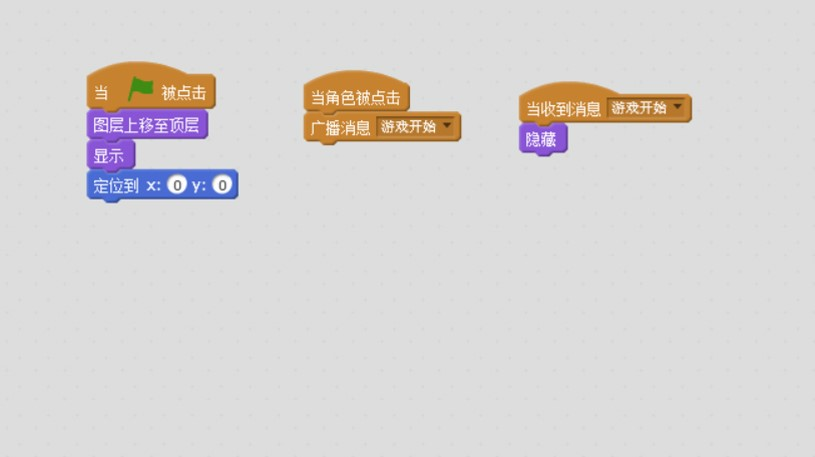 当 被点击
图层上移至顶层
显示
定位到 x: 0 y: 0
当角色被点击
广播消息 游戏开始
当收到消息 游戏开始
隐藏